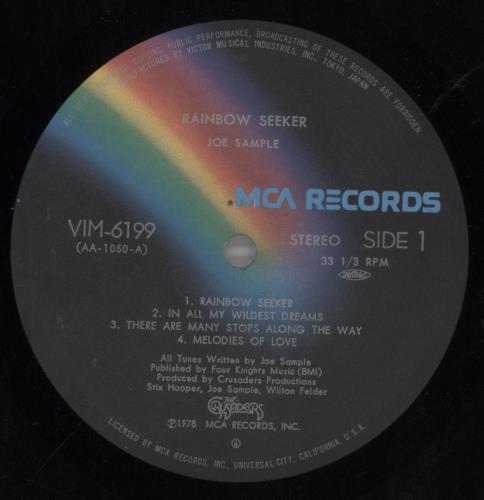 ALL RIGHTS RESERVED. COPYING, PUBLIC PERFORMANCE, BROADCASTING OF THESE RECORDS ARE FORBIDDEN.
MANUFACTURED BY VICTOR MUSICAL INDUSTRIES, INC., TOKYO, JAPAN
RAINBOW SEEKER
JOE SAMPLE
®MCA RECORDS
VIM-6199
(AA-1050-A)
STEREO SIDE 1
33 1/3 RPM
1. RAINBOW SEEKER
2. IN ALL MY WILDEST DREAMS
3. THERE ARE MANY STOPS ALONG THE WAY
4. MELODIES OF LOVE
All Tunes Written by Joe Sample
Published by Four Knights Music (BMI)
Produced by Crusaders Productions
Stix Hooper, Joe Sample, Wilton Felder
THE CRUSADERS
℗1978 MCA RECORDS, INC.
④
LICENSED BY MCA RECORDS, INC., UNIVERSAL CITY, CALIFORNIA, U.S.A.